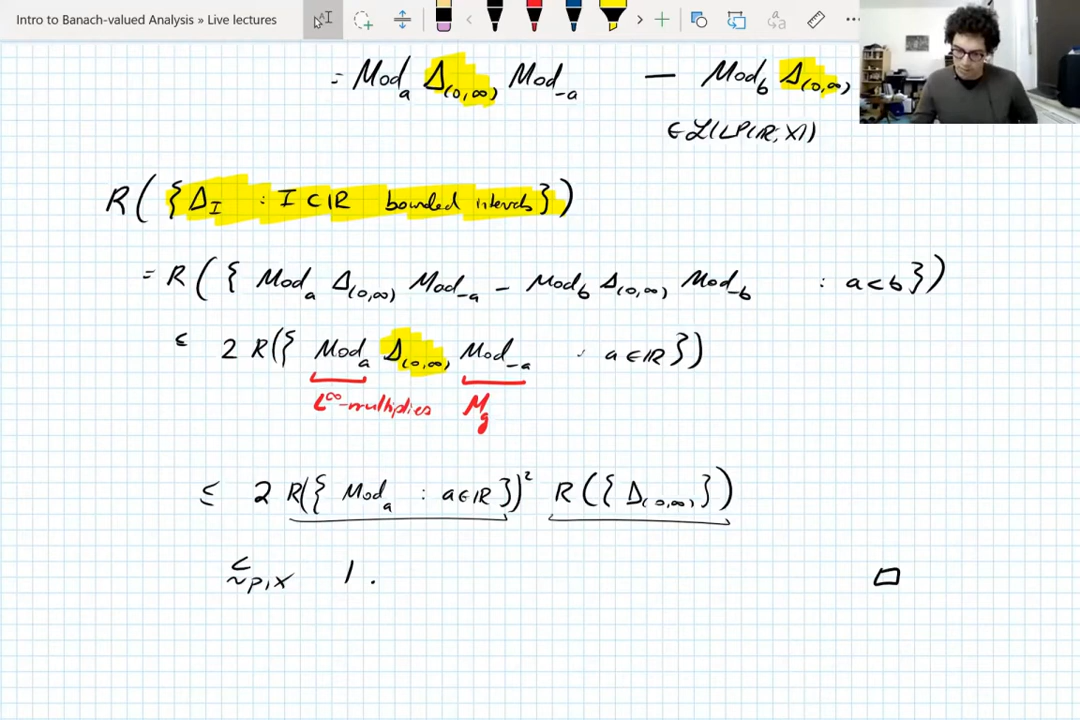 Intro to Banach-valued Analysis » Live lectures
= Mod_a Δ_(0,∞) Mod_-a — Mod_b Δ_(0,∞)
∈ L(L^p(R; X))
R({Δ_I : I ⊂ R bounded intervals})
= R({ Mod_a Δ_(0,∞) Mod_-a - Mod_b Δ_(0,∞) Mod_-b : a<b})
≤ 2 R({ Mod_a Δ_(0,∞) Mod_-a : a∈R})
L^∞-multiplies M_g
≤ 2 R({ Mod_a : a∈R})^2 R({Δ_(0,∞)})
≲_p,X 1. □